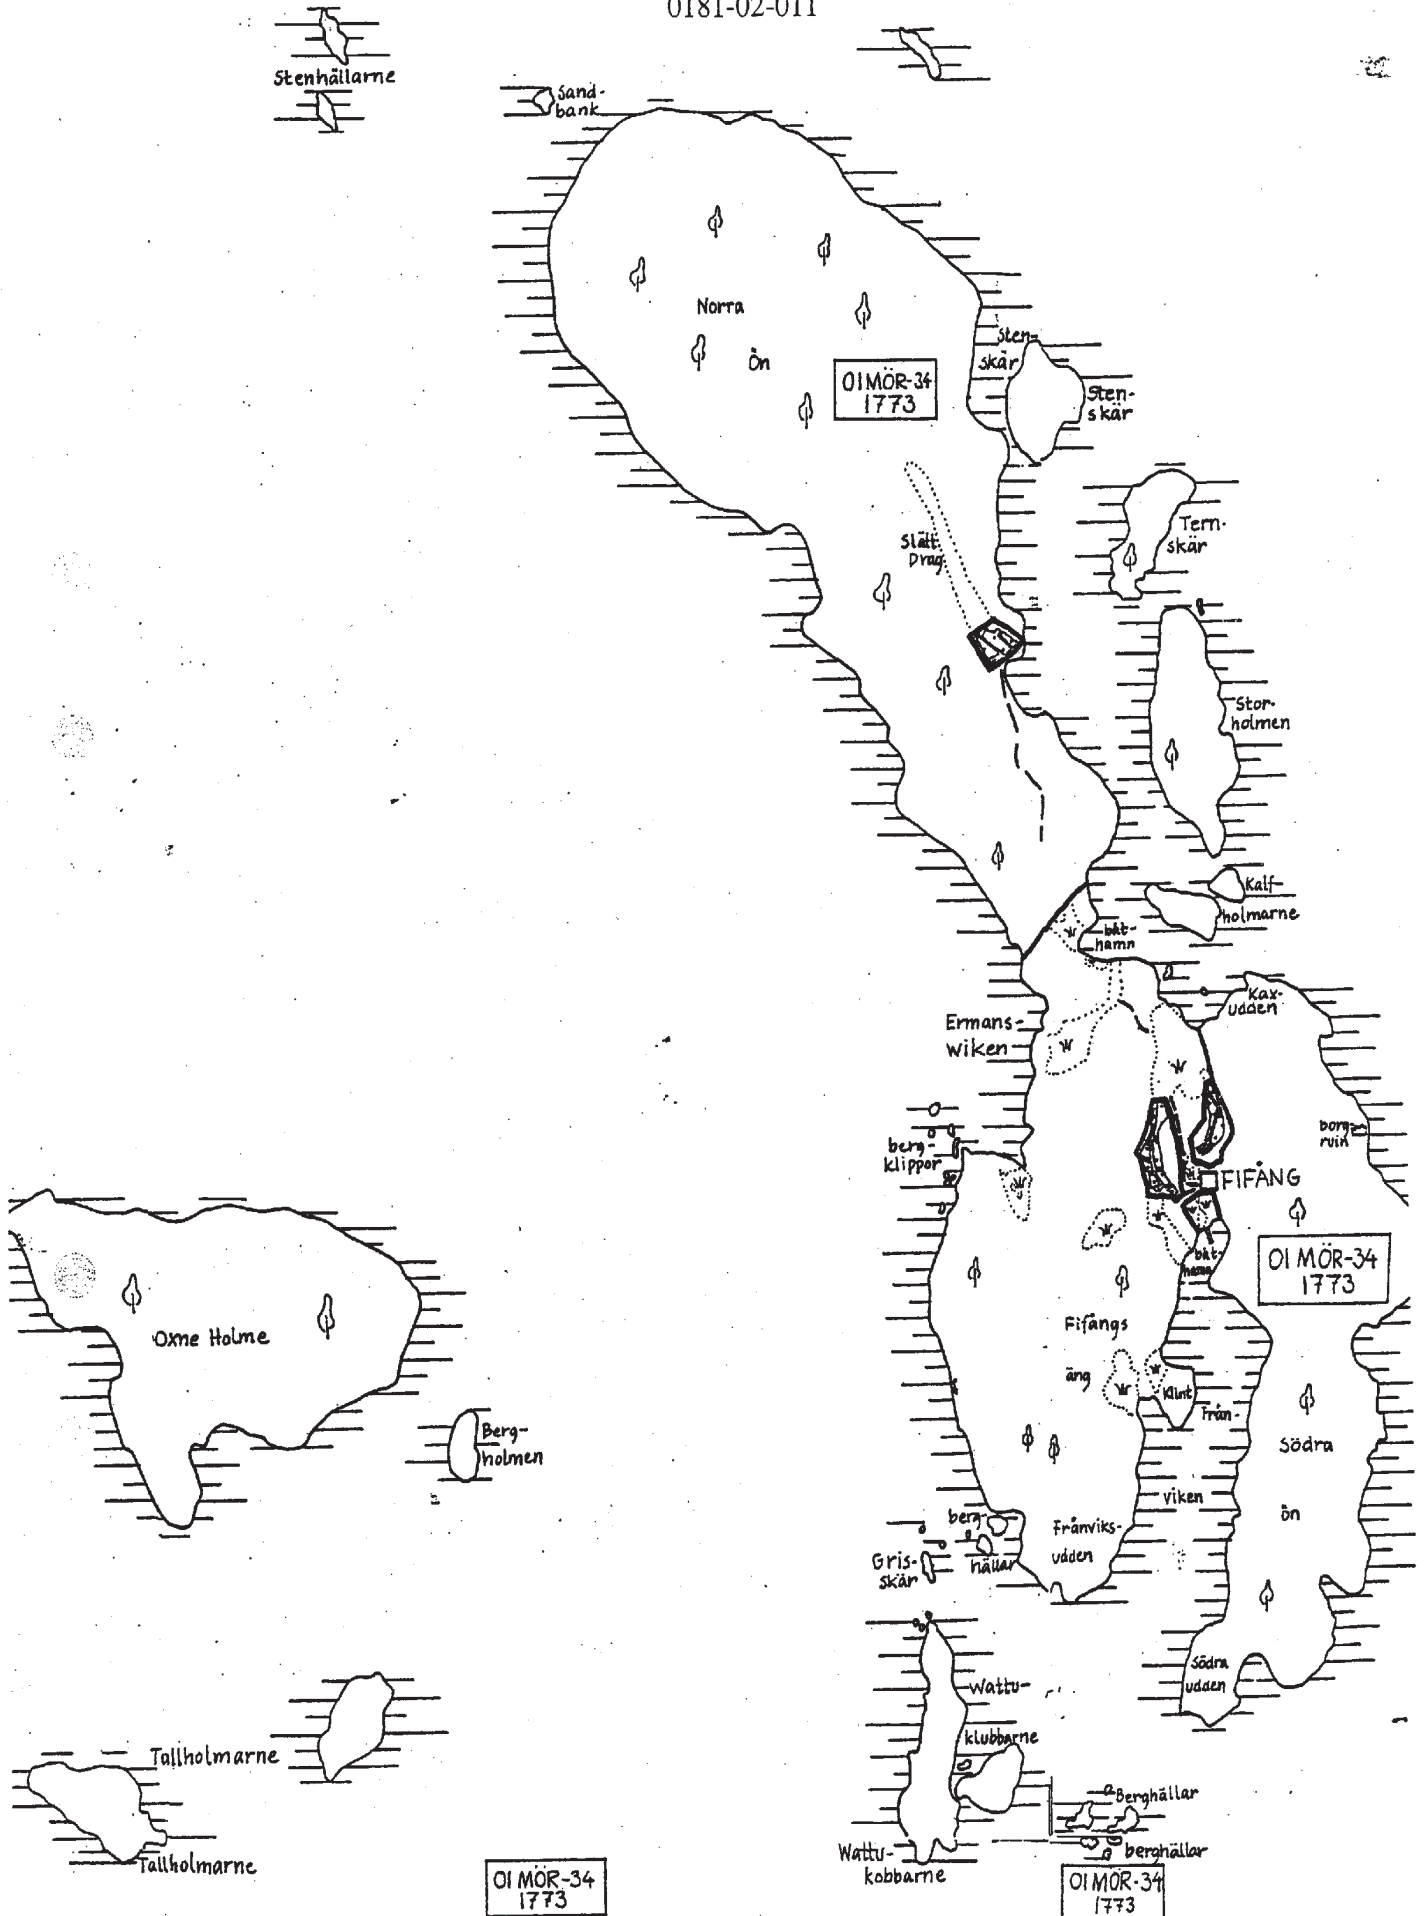 0181-02-011
Stenhällarne
Sand-
bank
Norra
Ön
01 MÖR-34
1773
Sten-
skär
Sten-
skär
Slätt
Drag
Tern-
skär
Stor-
holmen
Kalf-
holmarne
båt-
hamn
Kax-
udden
Ermans-
wiken
berg-
klippor
borg-
ruin
FIFÅNG
båt-
hamn
01 MÖR-34
1773
Oxne Holme
Fifångs
äng
Klint
Från-
viken
Södra
ön
Berg-
holmen
berg-
hällar
Frånviks-
udden
Gris-
skär
Södra
udden
Wattu-
klubbarne
Tallholmarne
Tallholmarne
Berghällar
berghällar
Wattu-
kobbarne
01 MÖR-34
1773
01 MÖR-34
1773